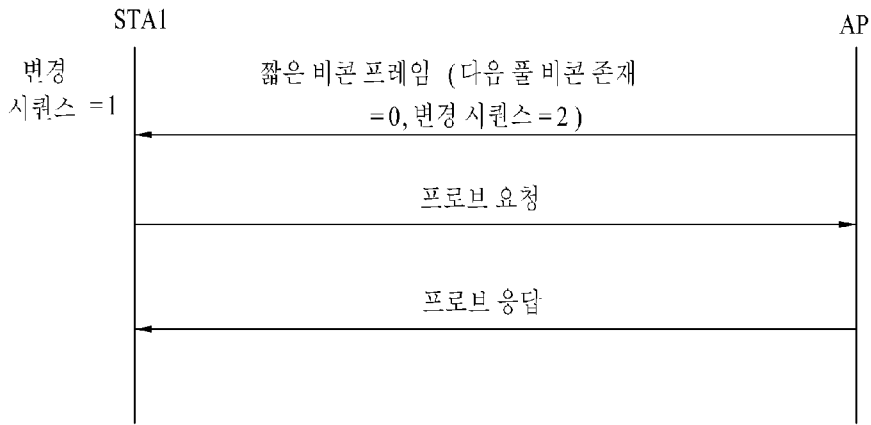 STA1
AP
변경
시퀀스 =1
짧은 비콘 프레임 (다음 풀 비콘 존재
=0, 변경 시퀀스 =2 )
프로브 요청
프로브 응답